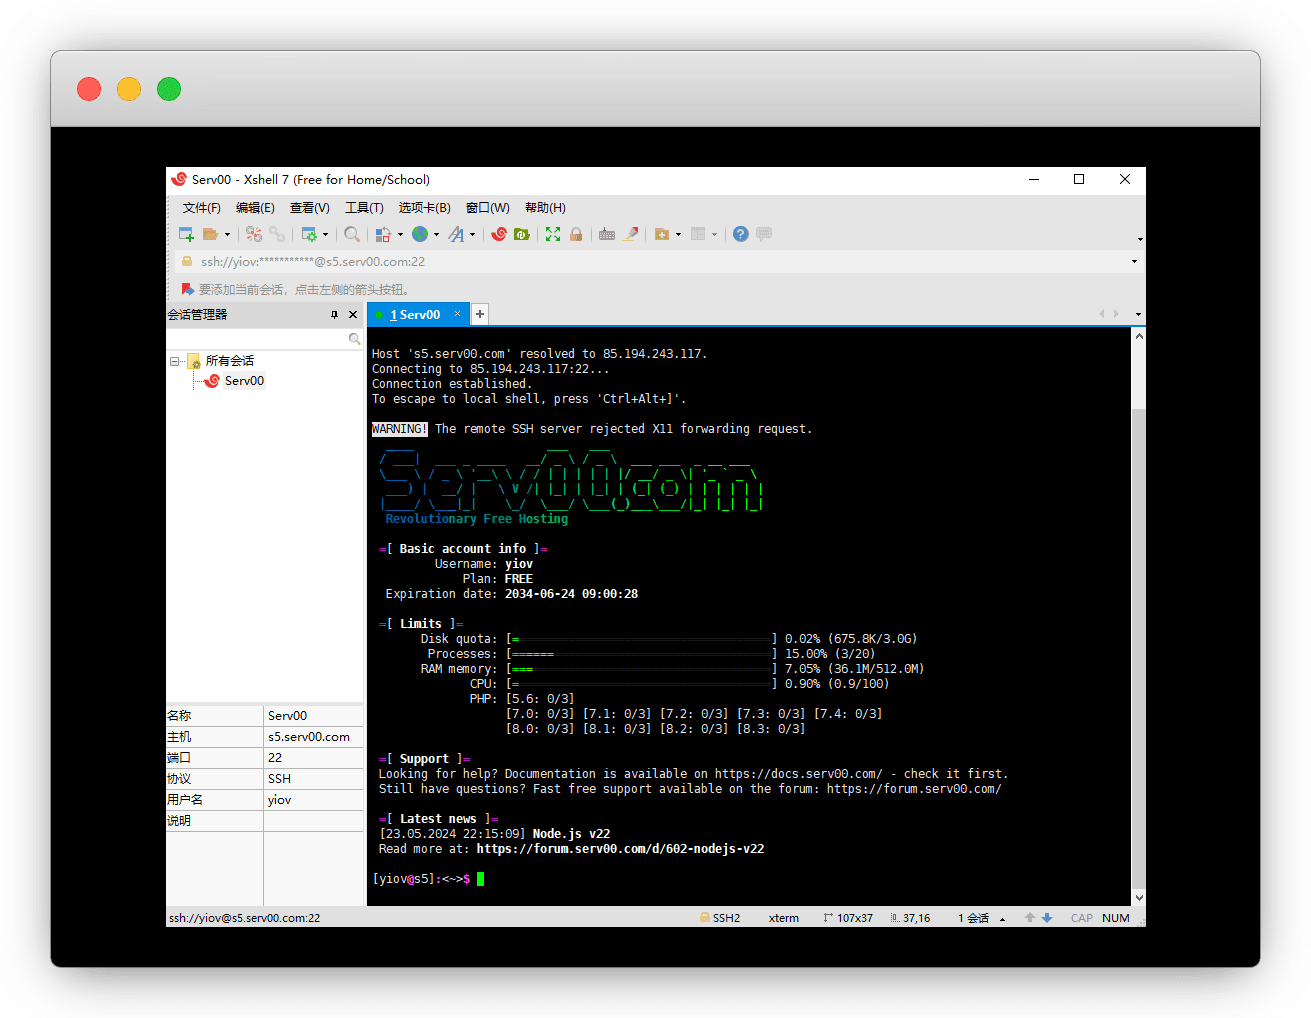 Serv00 - Xshell 7 (Free for Home/School)
文件(F) 编辑(E) 查看(V) 工具(T) 选项卡(B) 窗口(W) 帮助(H)
ssh://yiov:***********@s5.serv00.com:22
要添加当前会话，点击左侧的箭头按钮。
会话管理器
1 Serv00
所有会话
Serv00
Host 's5.serv00.com' resolved to 85.194.243.117.
Connecting to 85.194.243.117:22...
Connection established.
To escape to local shell, press 'Ctrl+Alt+]'.
WARNING! The remote SSH server rejected X11 forwarding request.
Serv00.com
Revolutionary Free Hosting
=[ Basic account info ]=
Username: yiov
Plan: FREE
Expiration date: 2034-06-24 09:00:28
=[ Limits ]=
Disk quota: [=] 0.02% (675.8K/3.0G)
Processes: [======] 15.00% (3/20)
RAM memory: [===] 7.05% (36.1M/512.0M)
CPU: [=] 0.90% (0.9/100)
PHP: [5.6: 0/3]
[7.0: 0/3] [7.1: 0/3] [7.2: 0/3] [7.3: 0/3] [7.4: 0/3]
[8.0: 0/3] [8.1: 0/3] [8.2: 0/3] [8.3: 0/3]
=[ Support ]=
Looking for help? Documentation is available on https://docs.serv00.com/ - check it first.
Still have questions? Fast free support available on the forum: https://forum.serv00.com/
=[ Latest news ]=
[23.05.2024 22:15:09] Node.js v22
Read more at: https://forum.serv00.com/d/602-nodejs-v22
[yiov@s5]:<~>$
名称 Serv00
主机 s5.serv00.com
端口 22
协议 SSH
用户名 yiov
说明
ssh://yiov@s5.serv00.com:22 SSH2 xterm 107x37 37,16 1 会话 CAP NUM